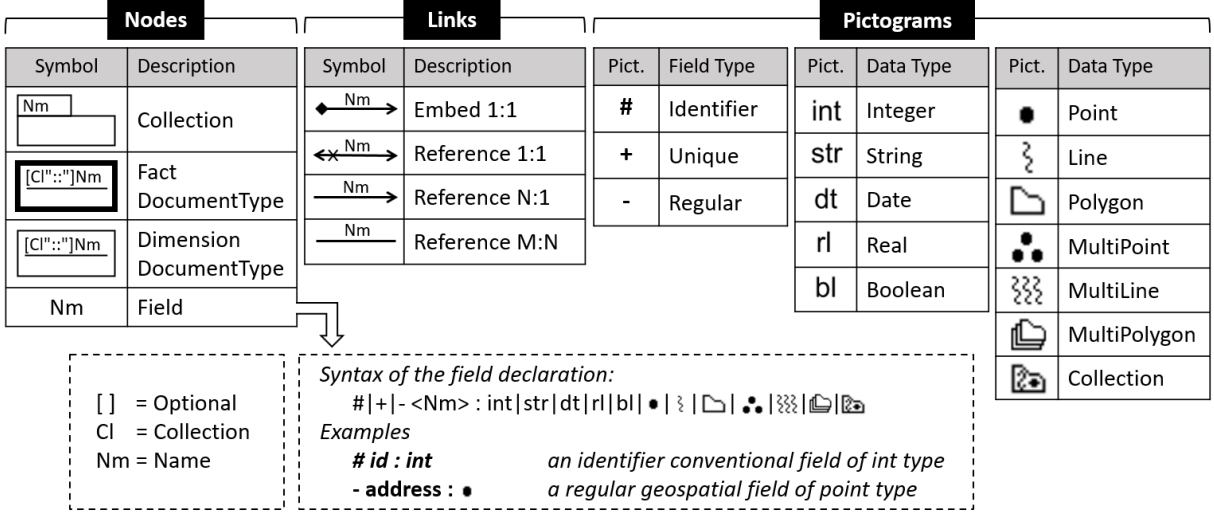 Nodes
Links
Pictograms
Symbol Description
Nm Collection
[Cl"::"]Nm Fact
DocumentType
[Cl"::"]Nm Dimension
DocumentType
Nm Field
Symbol Description
Nm Embed 1:1
Nm Reference 1:1
Nm Reference N:1
Nm Reference M:N
Pict. Field Type
# Identifier
+ Unique
- Regular
Pict. Data Type
int Integer
str String
dt Date
rl Real
bl Boolean
Pict. Data Type
Point
Line
Polygon
MultiPoint
MultiLine
MultiPolygon
Collection
[ ] = Optional
Cl = Collection
Nm = Name
Syntax of the field declaration:
#|+|- <Nm> : int|str|dt|rl|bl| | | | | | |
Examples
# id : int an identifier conventional field of int type
- address : a regular geospatial field of point type